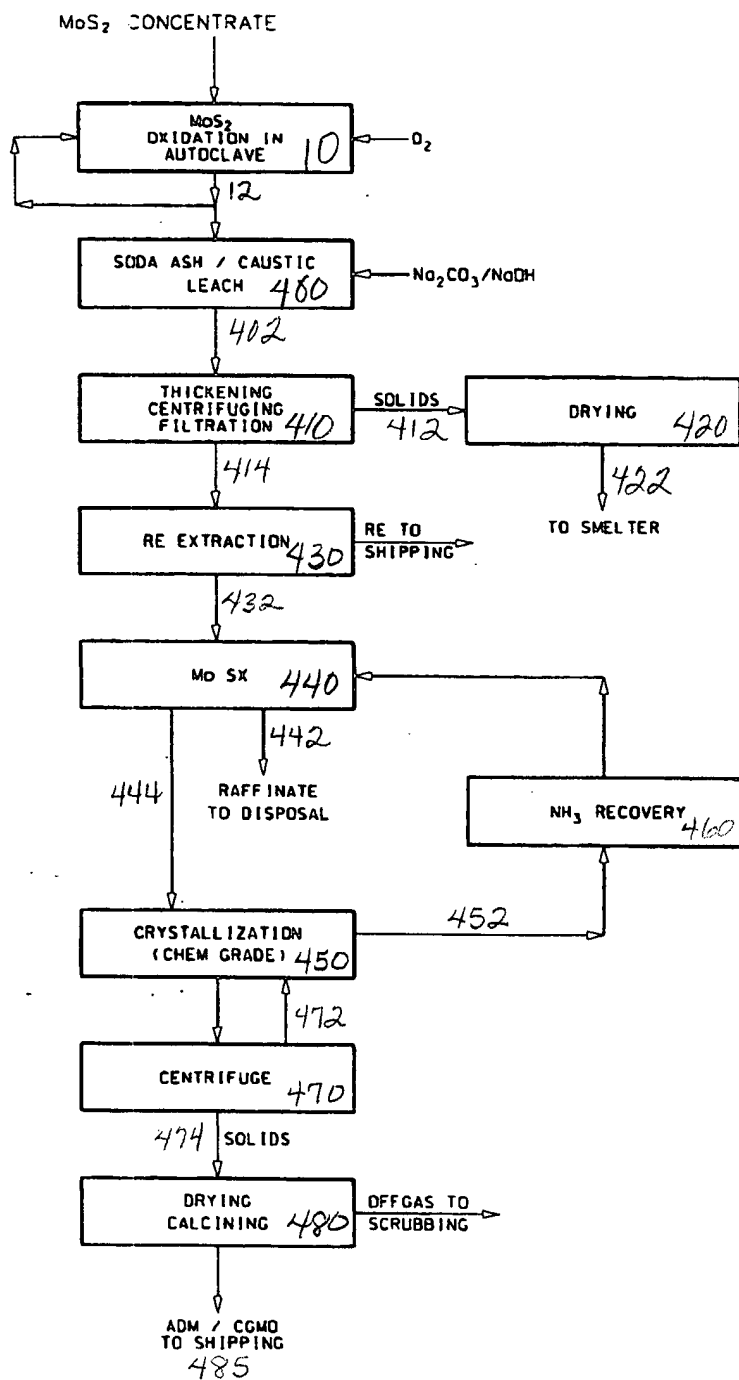 MoS₂ CONCENTRATE
MoS₂
OXIDATION IN
AUTOCLAVE 10
O₂
12
SODA ASH / CAUSTIC
LEACH 400
Na₂CO₃/NaOH
402
THICKENING
CENTRIFUGING
FILTRATION 410
SOLIDS
412
DRYING
420
414
422
TO SMELTER
RE EXTRACTION 430
RE TO
SHIPPING
432
Mo SX 440
442
444
RAFFINATE
TO DISPOSAL
NH₃ RECOVERY 460
CRYSTALLIZATION
(CHEM GRADE) 450
452
472
CENTRIFUGE 470
474 SOLIDS
DRYING
CALCINING 480
OFFGAS TO
SCRUBBING
ADM / CGMO
TO SHIPPING
485